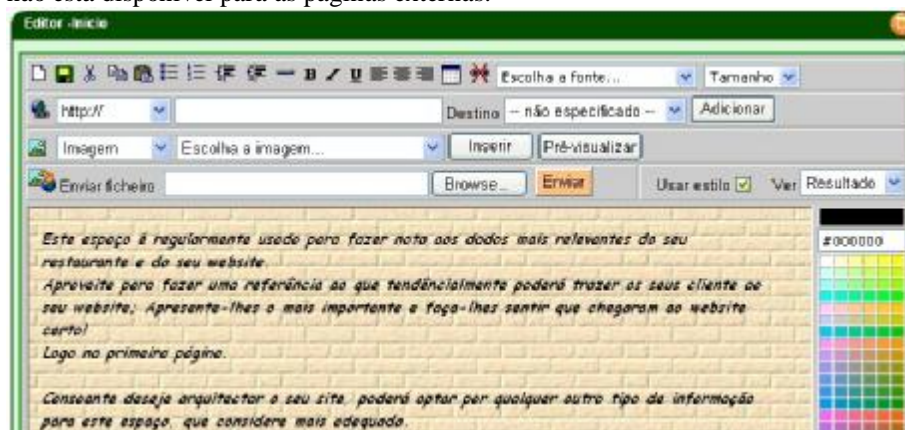 não está disponível para as páginas externas.
Editor -Inicio
B I U Escolha a fonte... Tamanho
http:// Destino -- não especificado -- Adicionar
Imagem Escolha a imagem... Inserir Pré-visualizar
Enviar ficheiro Browse... Enviar Usar estilo Ver Resultado
Este espaço é regularmente usado para fazer nota aos dados mais relevantes do seu
#000000
restaurante e do seu website.
Aproveite para fazer uma referência ao que tendêncialmente poderá trazer os seus cliente ao
seu website; Apresente-lhes o mais importante e faça-lhes sentir que chegaram ao website
certo!
Logo na primeira página.
Consoante deseje arquitectar o seu site, poderá optar por qualquer outro tipo de informação
para este espaço, que considere mais adequada.